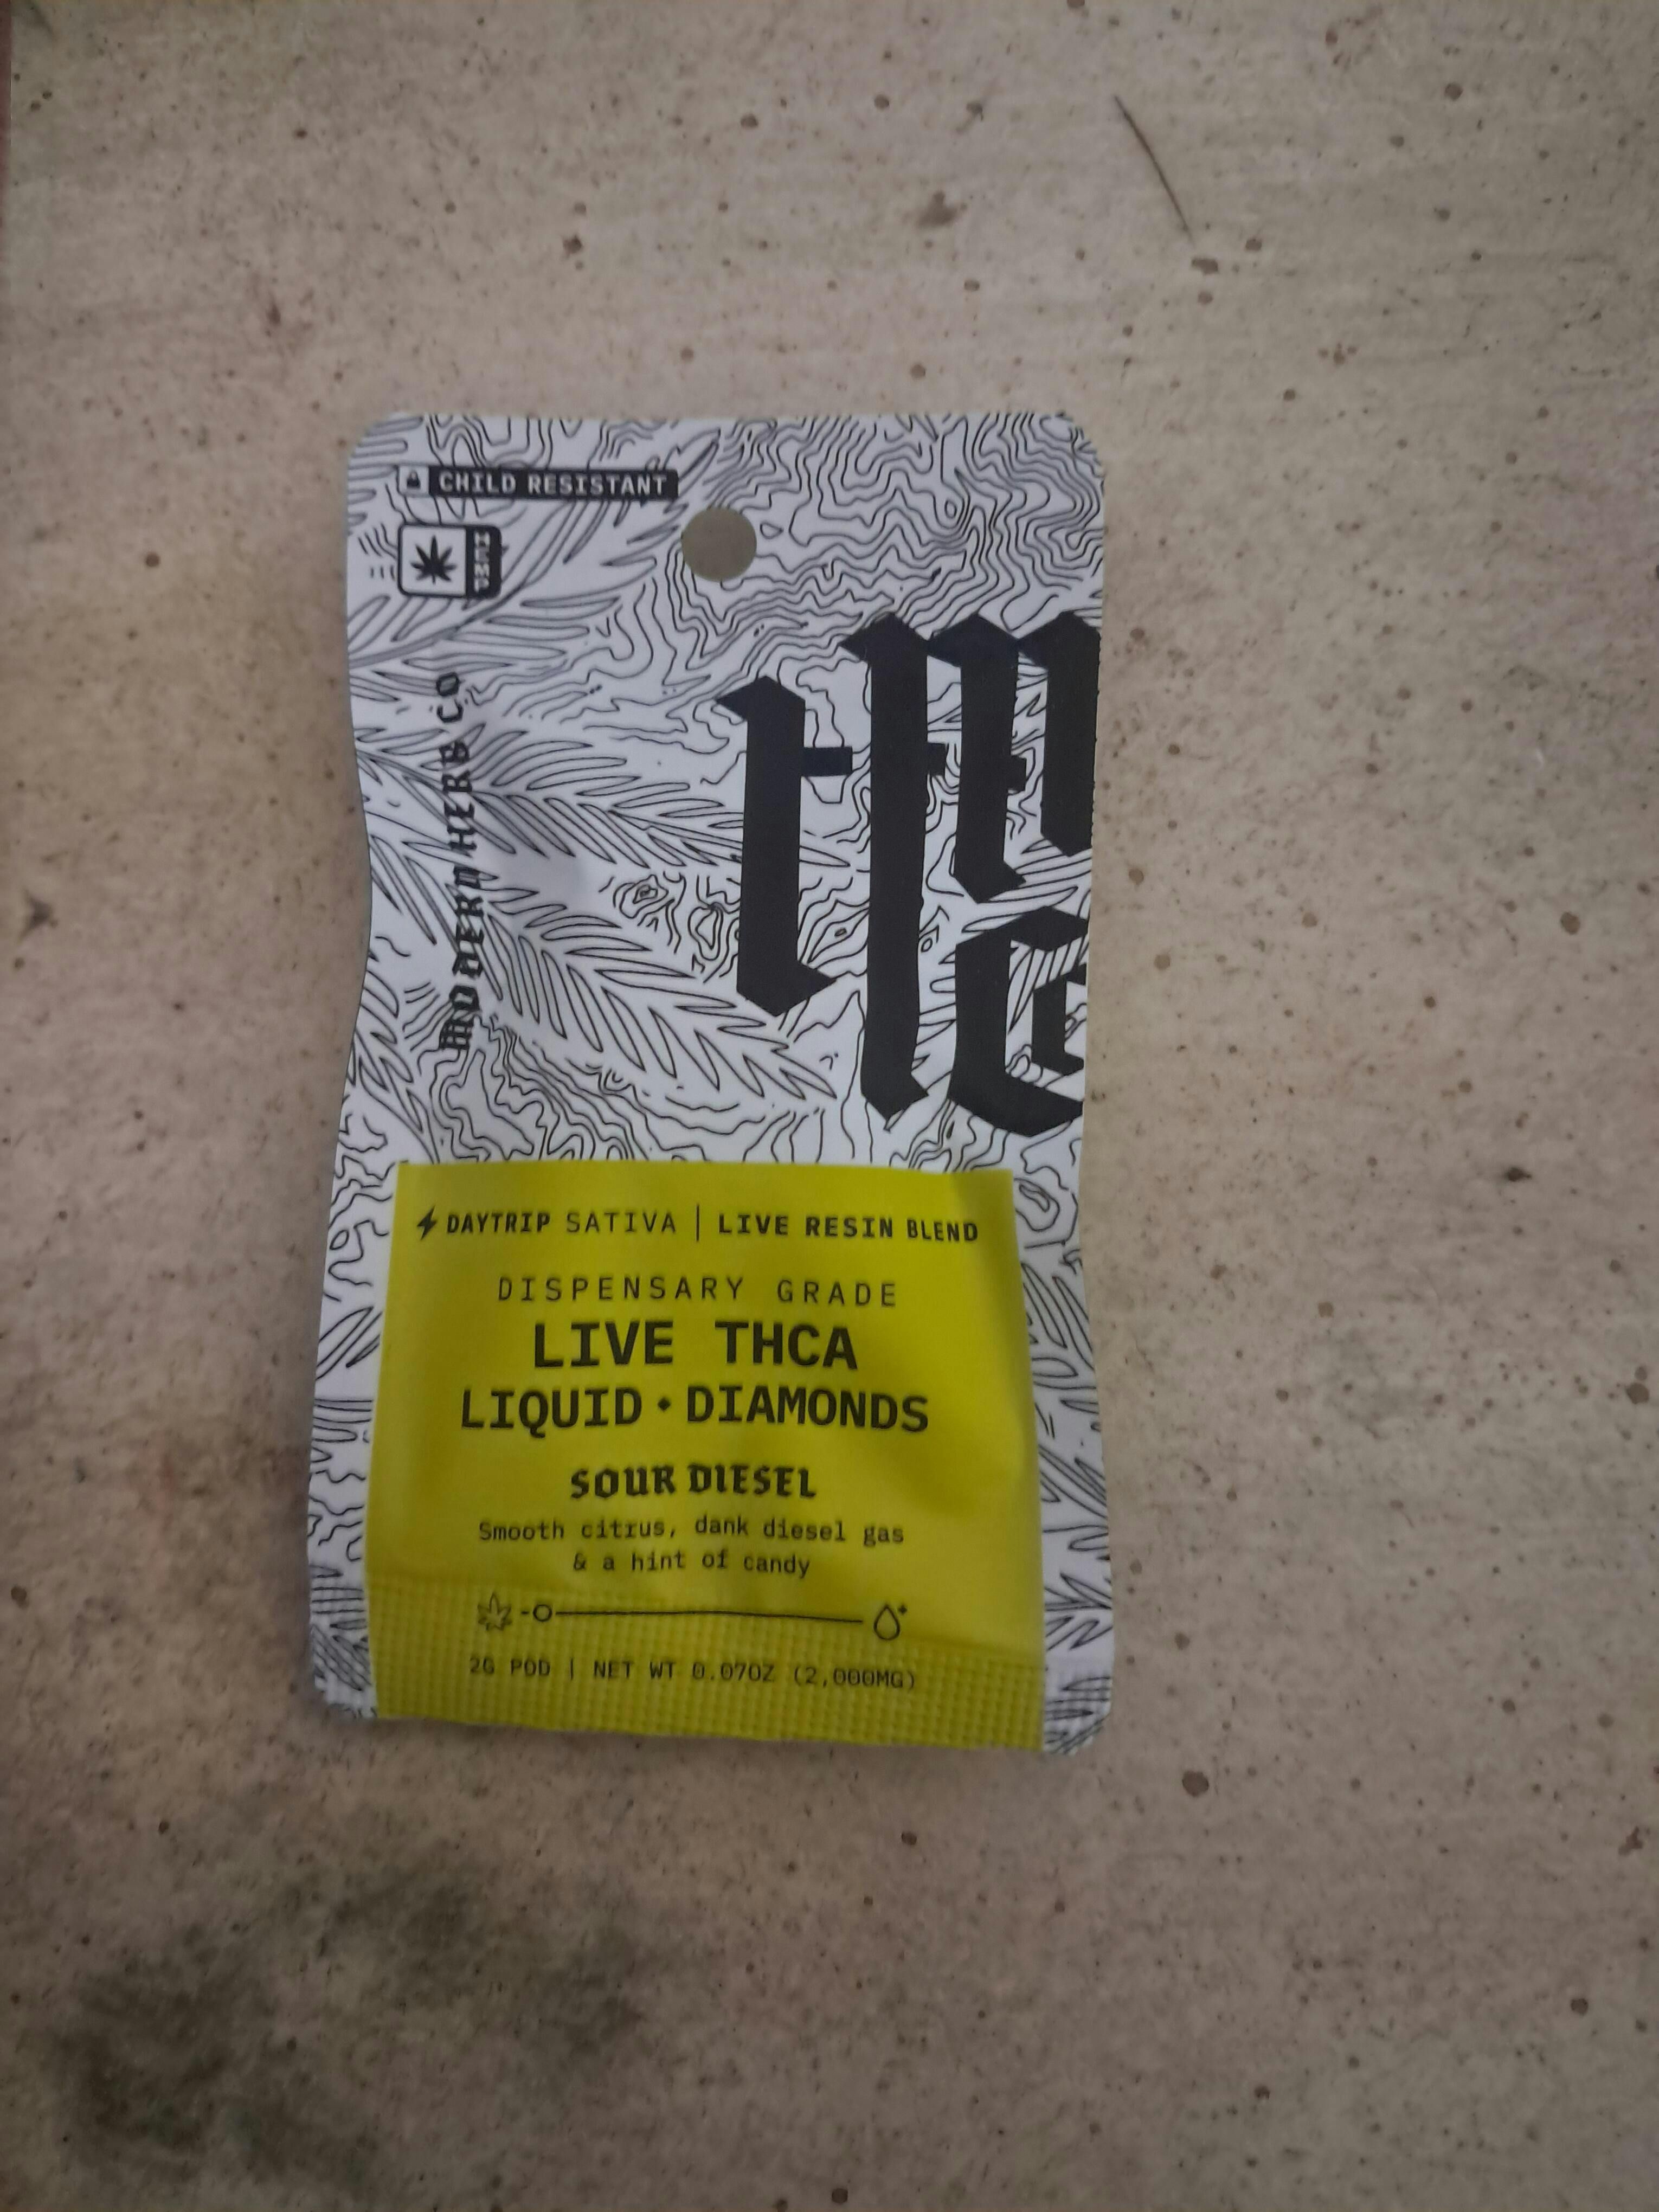 CHILD RESISTANT
HEMP
MODERN HERB CO
DAYTRIP SATIVA | LIVE RESIN BLEND
DISPENSARY GRADE
LIVE THCA
LIQUID • DIAMONDS
SOUR DIESEL
Smooth citrus, dank diesel gas
& a hint of candy
2G POD | NET WT 0.07OZ (2,000MG)